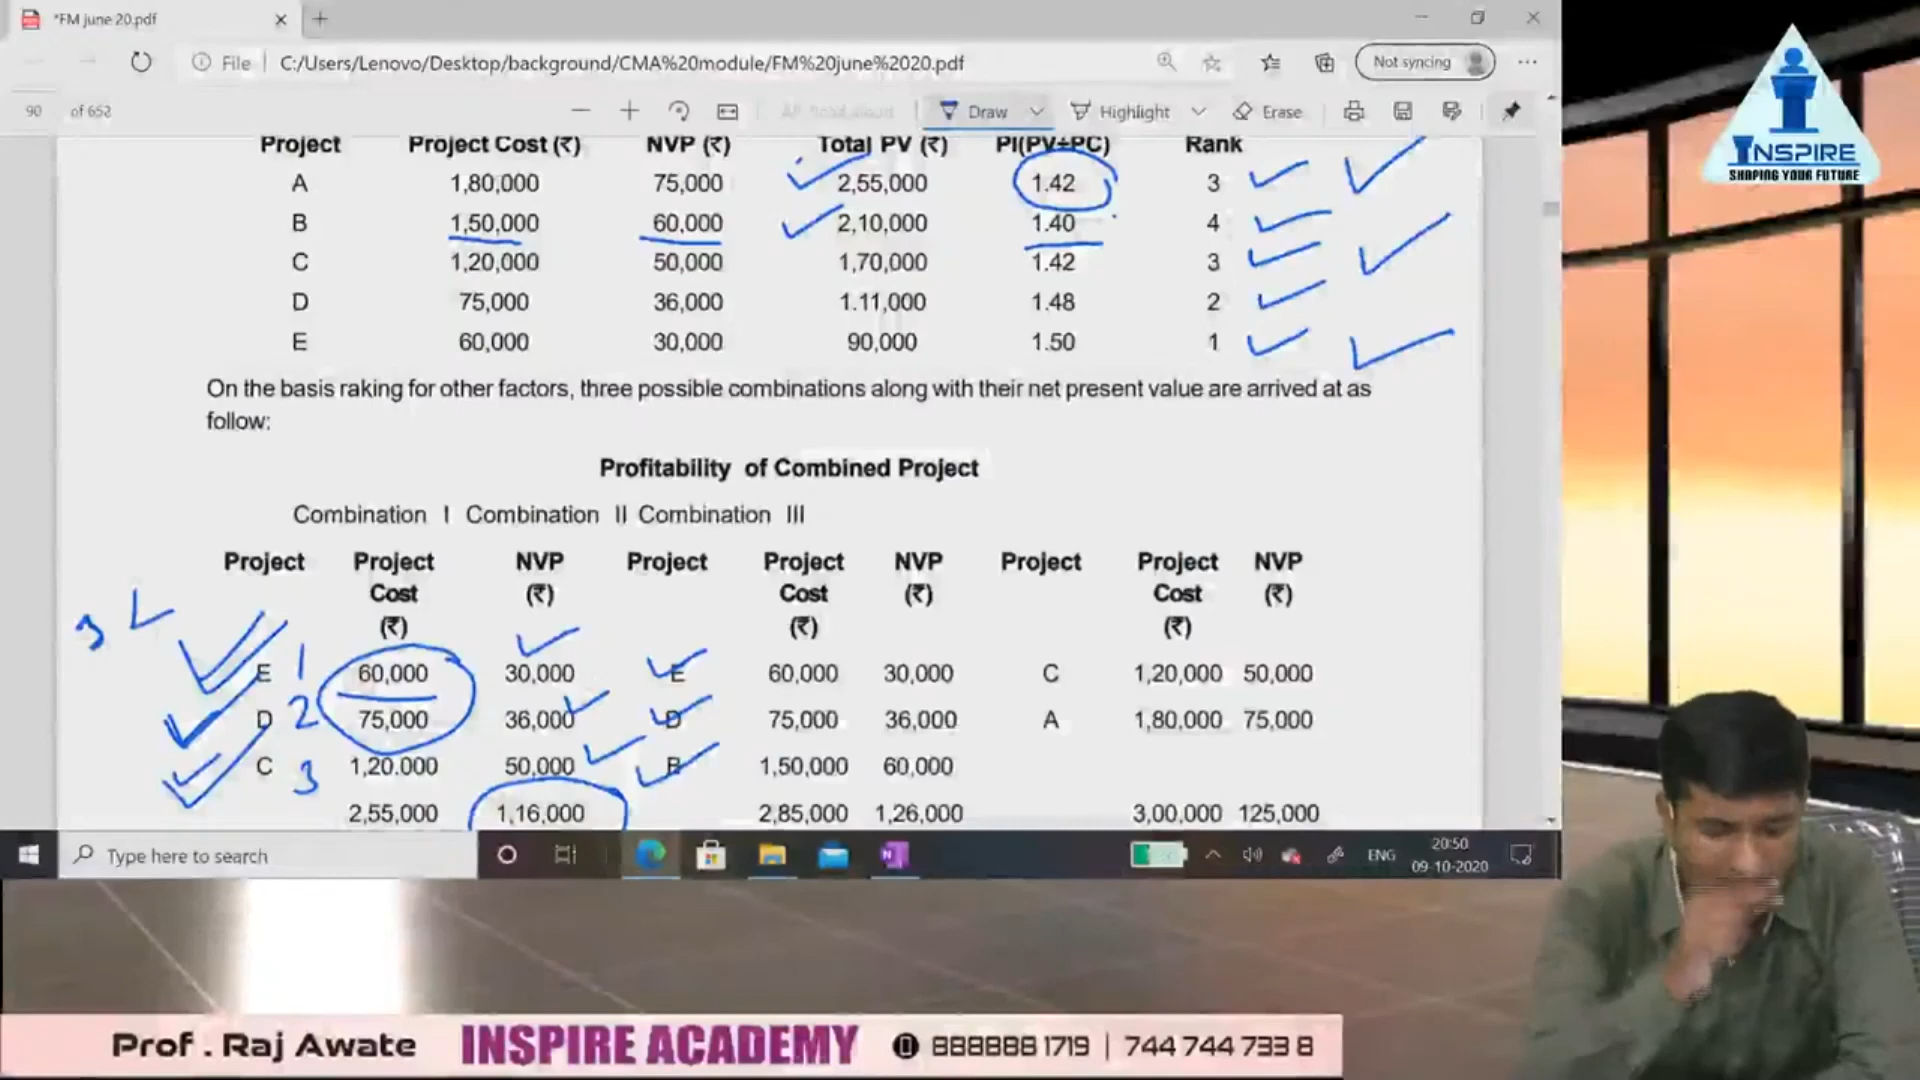 *FM june 20.pdf
File C:/Users/Lenovo/Desktop/background/CMA%20module/FM%20june%2020.pdf Not syncing
90 of 652 Draw Highlight Erase
Project Project Cost (₹) NVP (₹) Total PV (₹) PI(PV÷PC) Rank
A 1,80,000 75,000 2,55,000 1.42 3
B 1,50,000 60,000 2,10,000 1.40 4
C 1,20,000 50,000 1,70,000 1.42 3
D 75,000 36,000 1.11,000 1.48 2
E 60,000 30,000 90,000 1.50 1
On the basis raking for other factors, three possible combinations along with their net present value are arrived at as
follow:
Profitability of Combined Project
Combination I Combination II Combination III
Project Project NVP Project Project NVP Project Project NVP
Cost (₹) Cost (₹) Cost (₹)
(₹) (₹) (₹)
3
E 1 60,000 30,000 E 60,000 30,000 C 1,20,000 50,000
D 2 75,000 36,000 D 75,000 36,000 A 1,80,000 75,000
C 3 1,20.000 50,000 B 1,50,000 60,000
2,55,000 1,16,000 2,85,000 1,26,000 3,00,000 125,000
Type here to search
ENG
20:50
09-10-2020
INSPIRE
SHAPING YOUR FUTURE
Prof . Raj Awate INSPIRE ACADEMY 888888 1719 | 744 744 733 8